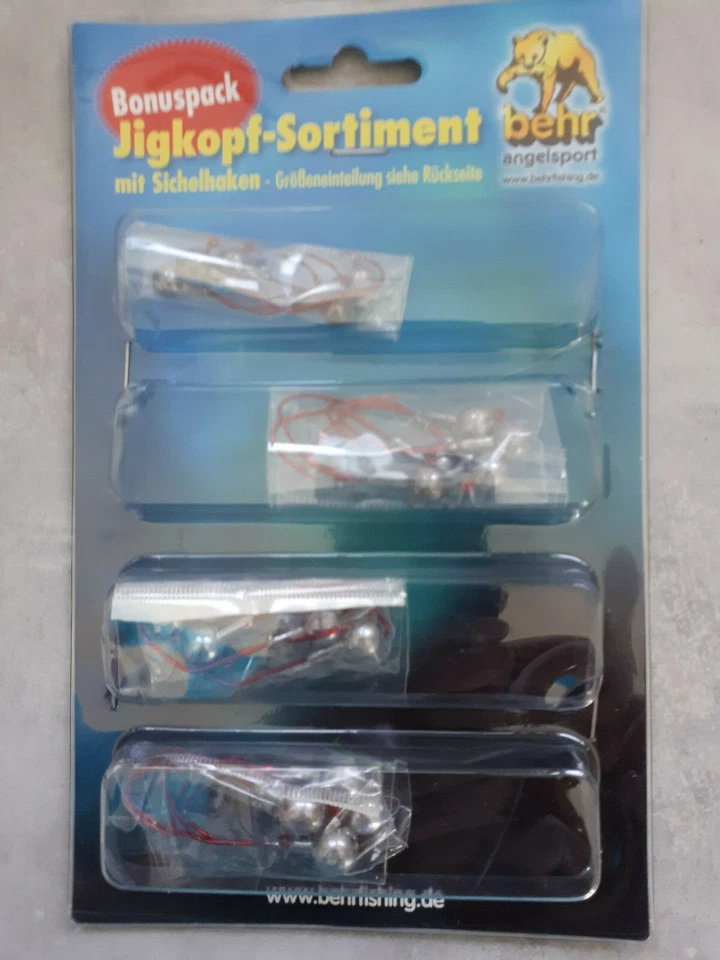 Bonuspack
Jigkopf-Sortiment
mit Sichelhaken - Größeneinteilung siehe Rückseite
behr
angelsport
www.behrfishing.de
www.behrfishing.de